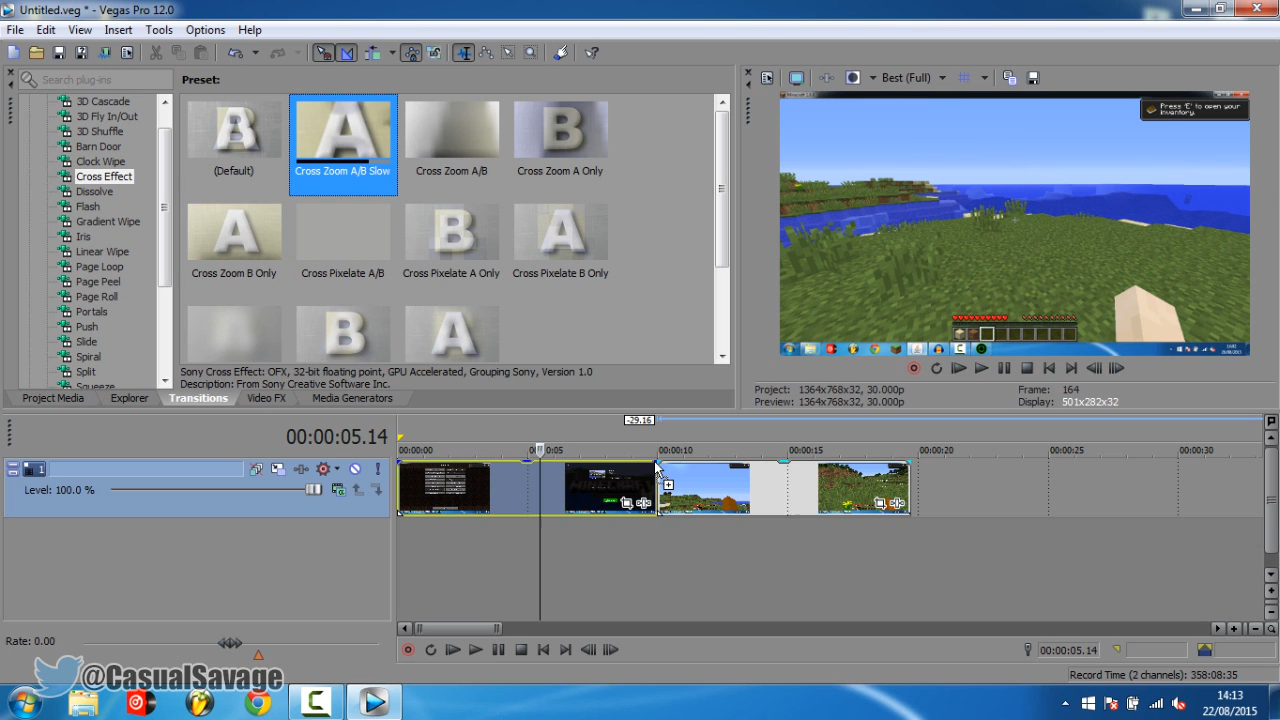 Untitled.veg * - Vegas Pro 12.0
File Edit View Insert Tools Options Help
Search plug-ins
3D Cascade
3D Fly In/Out
3D Shuffle
Barn Door
Clock Wipe
Cross Effect
Dissolve
Flash
Gradient Wipe
Iris
Linear Wipe
Page Loop
Page Peel
Page Roll
Portals
Push
Slide
Spiral
Split
Squeeze
Preset:
(Default)
Cross Zoom A/B Slow
Cross Zoom A/B
Cross Zoom A Only
Cross Zoom B Only
Cross Pixelate A/B
Cross Pixelate A Only
Cross Pixelate B Only
Sony Cross Effect: OFX, 32-bit floating point, GPU Accelerated, Grouping Sony, Version 1.0
Description: From Sony Creative Software Inc.
Project Media Explorer Transitions Video FX Media Generators
Best (Full)
Press 'E' to open your
inventory.
Project: 1364x768x32, 30.000p
Preview: 1364x768x32, 30.000p
Frame: 164
Display: 501x282x32
00:00:05.14
-29.16
00:00:00 00:00:05 00:00:10 00:00:15 00:00:20 00:00:25 00:00:30
1
Level: 100.0 %
Rate: 0.00
00:00:05.14
Record Time (2 channels): 358:08:35
@CasualSavage
14:13
22/08/2015